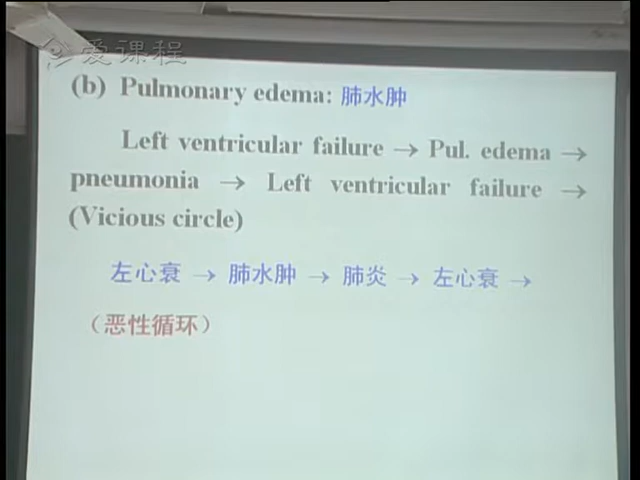 爱课程
(b) Pulmonary edema: 肺水肿
Left ventricular failure → Pul. edema →
pneumonia → Left ventricular failure →
(Vicious circle)
左心衰 → 肺水肿 → 肺炎 → 左心衰 →
（恶性循环）